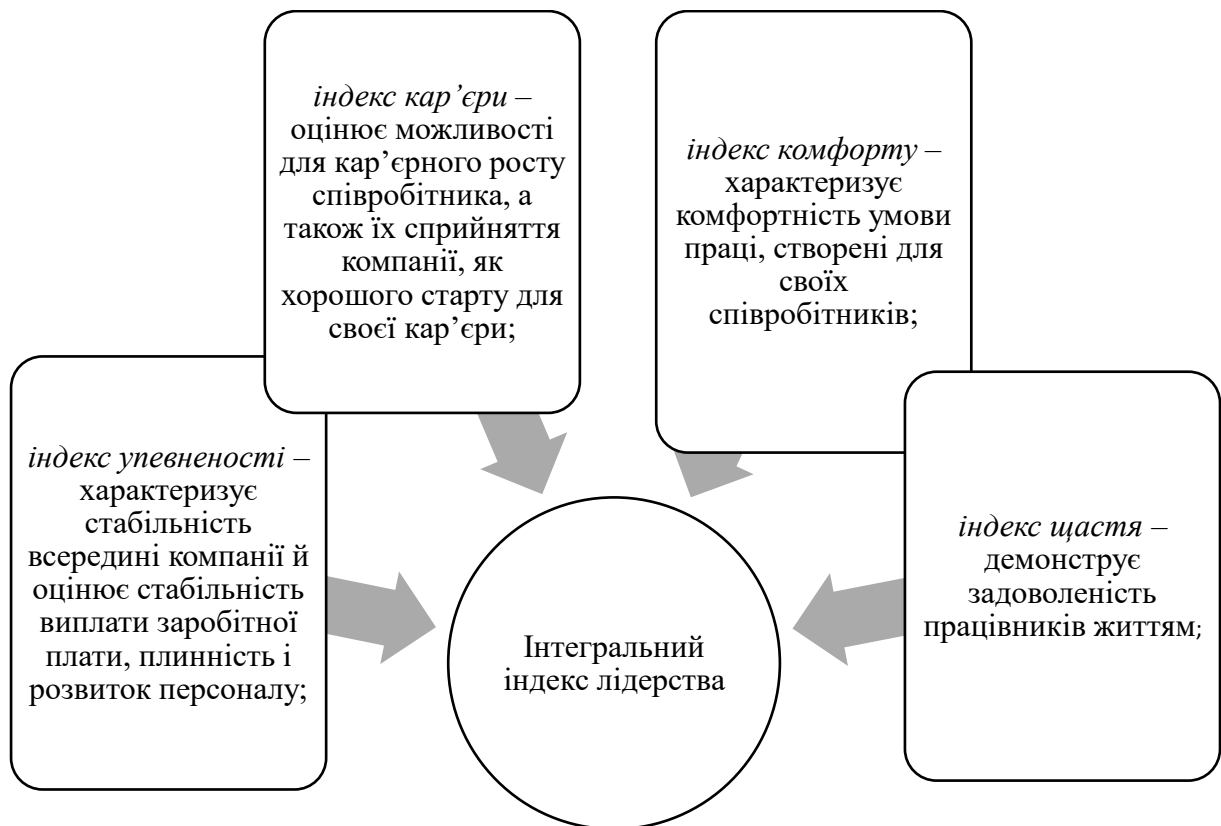 індекс кар’єри –
оцінює можливості
для кар’єрного росту
співробітника, а
також їх сприйняття
компанії, як
хорошого старту для
своєї кар’єри;
індекс комфорту –
характеризує
комфортність умови
праці, створені для
своїх
співробітників;
індекс упевненості –
характеризує
стабільність
всередині компанії й
оцінює стабільність
виплати заробітної
плати, плинність і
розвиток персоналу;
індекс щастя –
демонструє
задоволеність
працівників життям;
Інтегральний
індекс лідерства